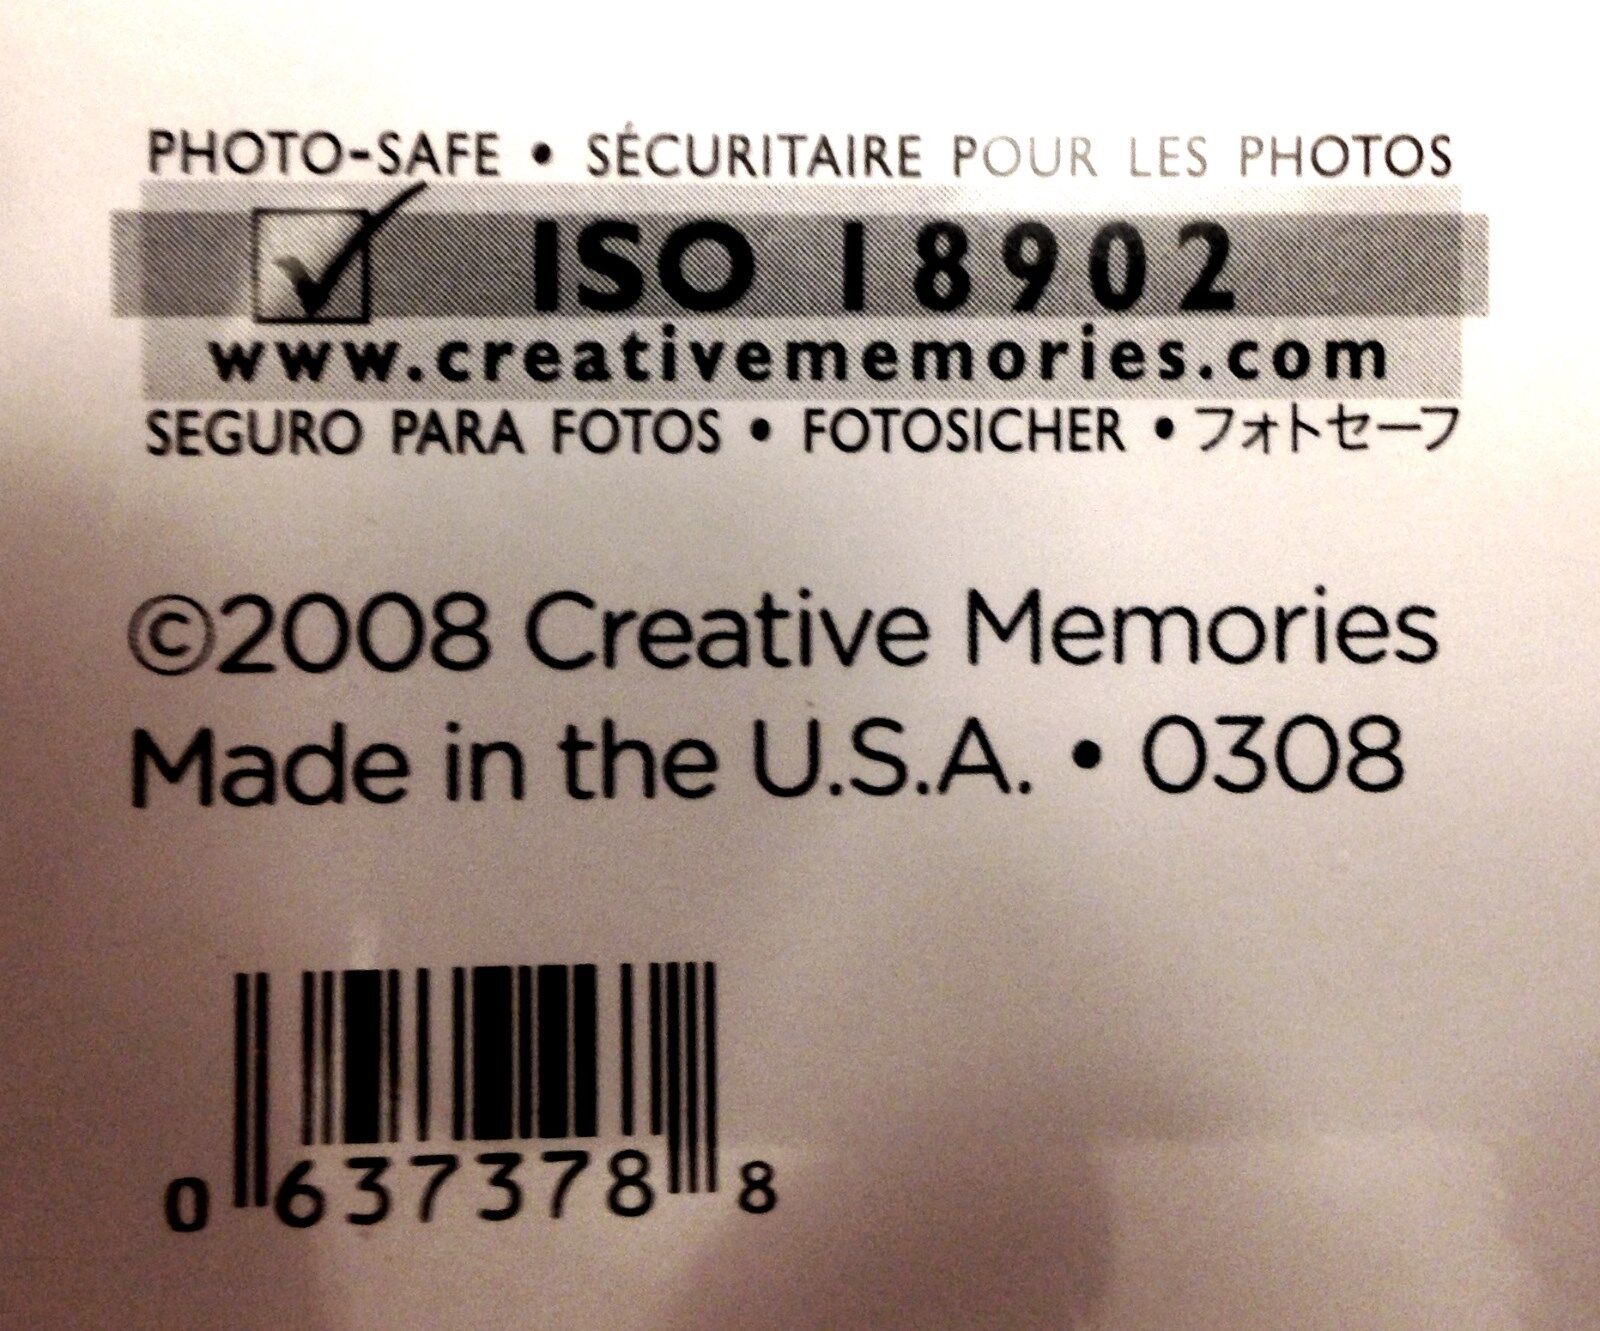 PHOTO-SAFE • SÉCURITAIRE POUR LES PHOTOS
ISO 18902
www.creativememories.com
SEGURO PARA FOTOS • FOTOSICHER • フォトセーフ
©2008 Creative Memories
Made in the U.S.A. • 0308
0 637378 8